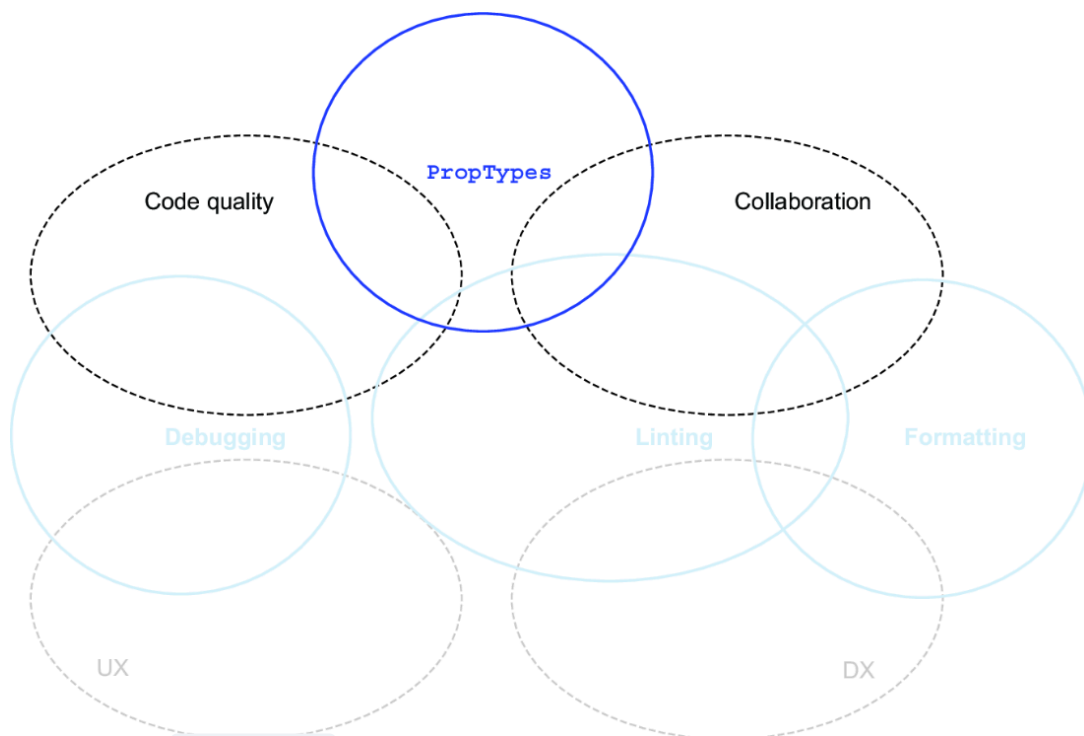 PropTypes
Code quality
Collaboration
Debugging
Linting
Formatting
UX
DX